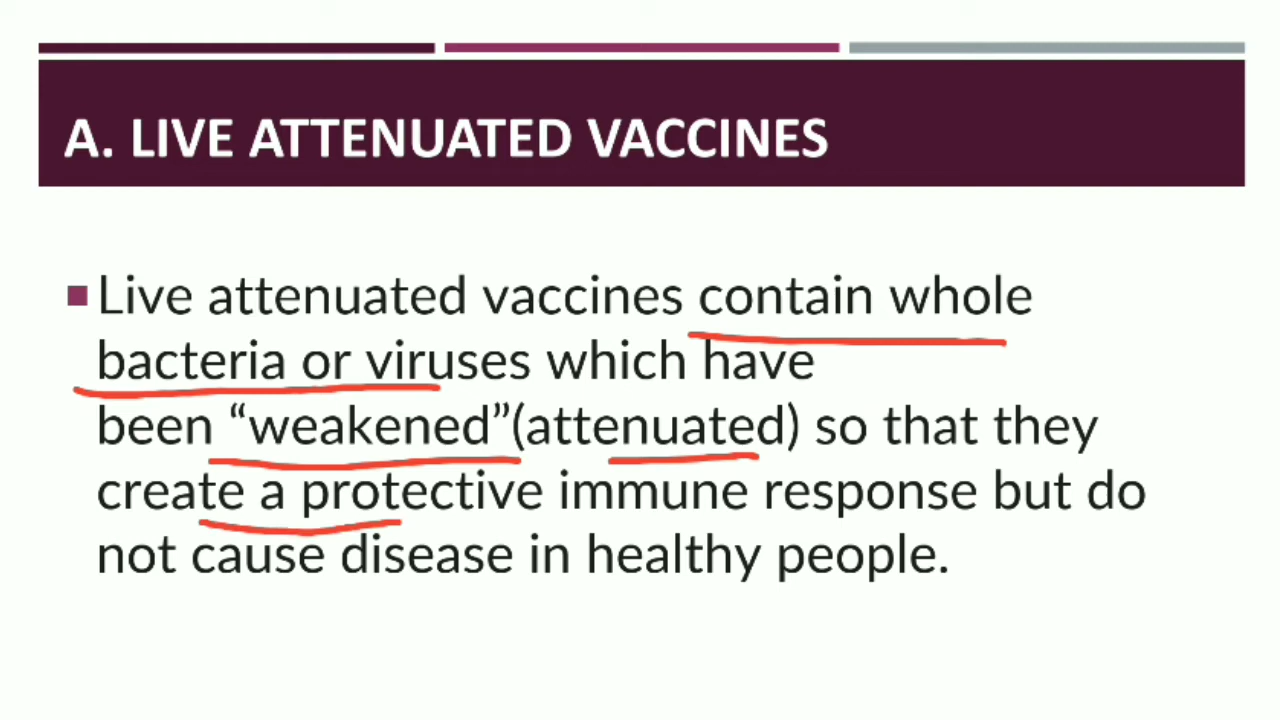 A. LIVE ATTENUATED VACCINES
Live attenuated vaccines contain whole
bacteria or viruses which have
been “weakened”(attenuated) so that they
create a protective immune response but do
not cause disease in healthy people.